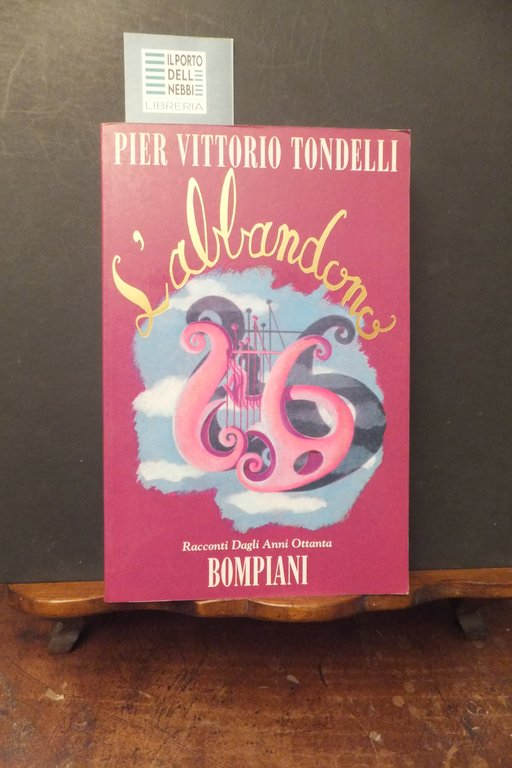 IL PORTO
DELLE
NEBBIE
LIBRERIA
PIER VITTORIO TONDELLI
L'abbandono
Racconti Dagli Anni Ottanta
BOMPIANI